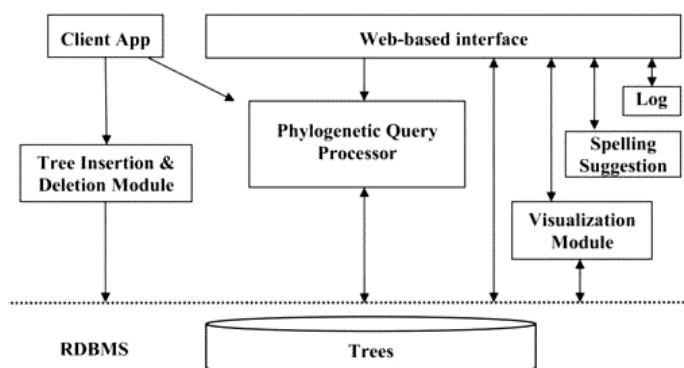 Client App
Web-based interface
Log
Phylogenetic Query
Processor
Spelling
Suggestion
Tree Insertion &
Deletion Module
Visualization
Module
RDBMS
Trees